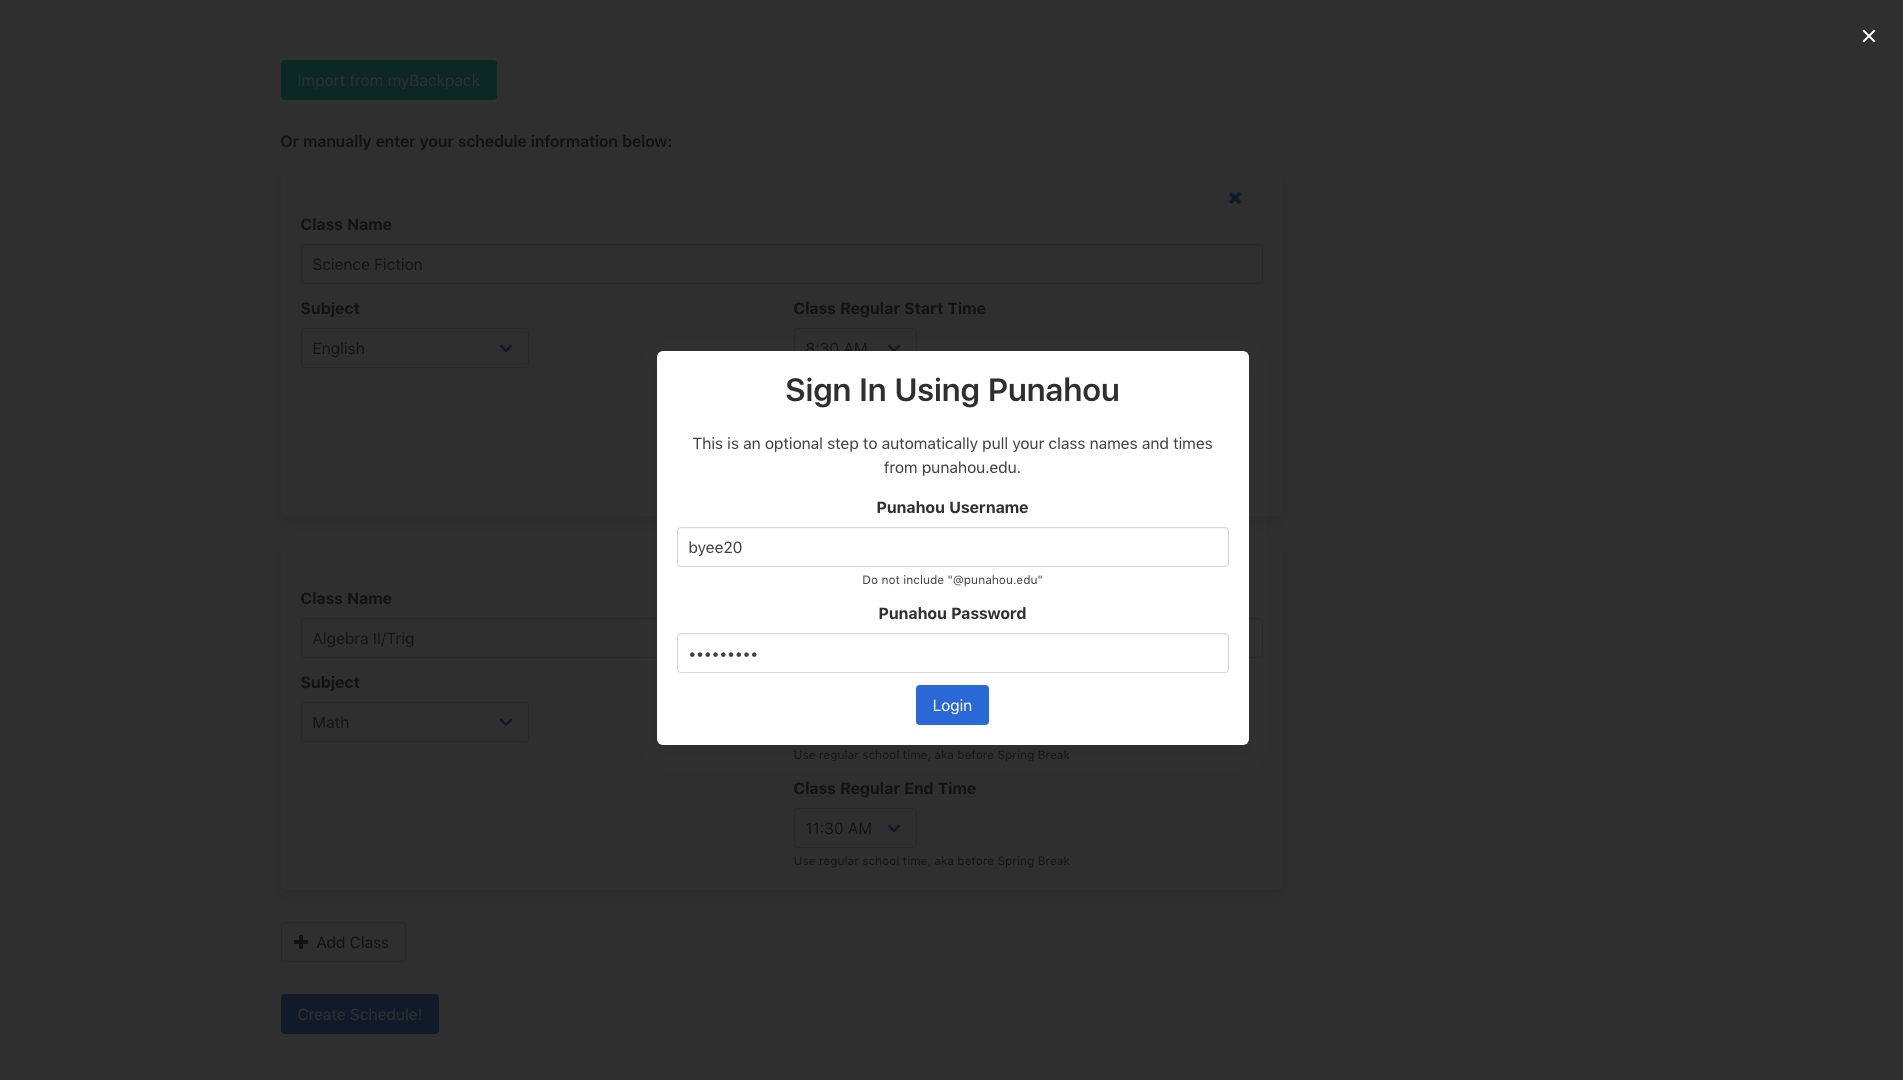 Import from myBackpack
Or manually enter your schedule information below:
Class Name
Science Fiction
Subject
Class Regular Start Time
English
8:30 AM
Sign In Using Punahou
This is an optional step to automatically pull your class names and times
from punahou.edu.
Punahou Username
byee20
Do not include "@punahou.edu"
Punahou Password
•••••••••
Login
Class Name
Algebra II/Trig
Subject
Math
Use regular school time, aka before Spring Break
Class Regular End Time
11:30 AM
Use regular school time, aka before Spring Break
Add Class
Create Schedule!